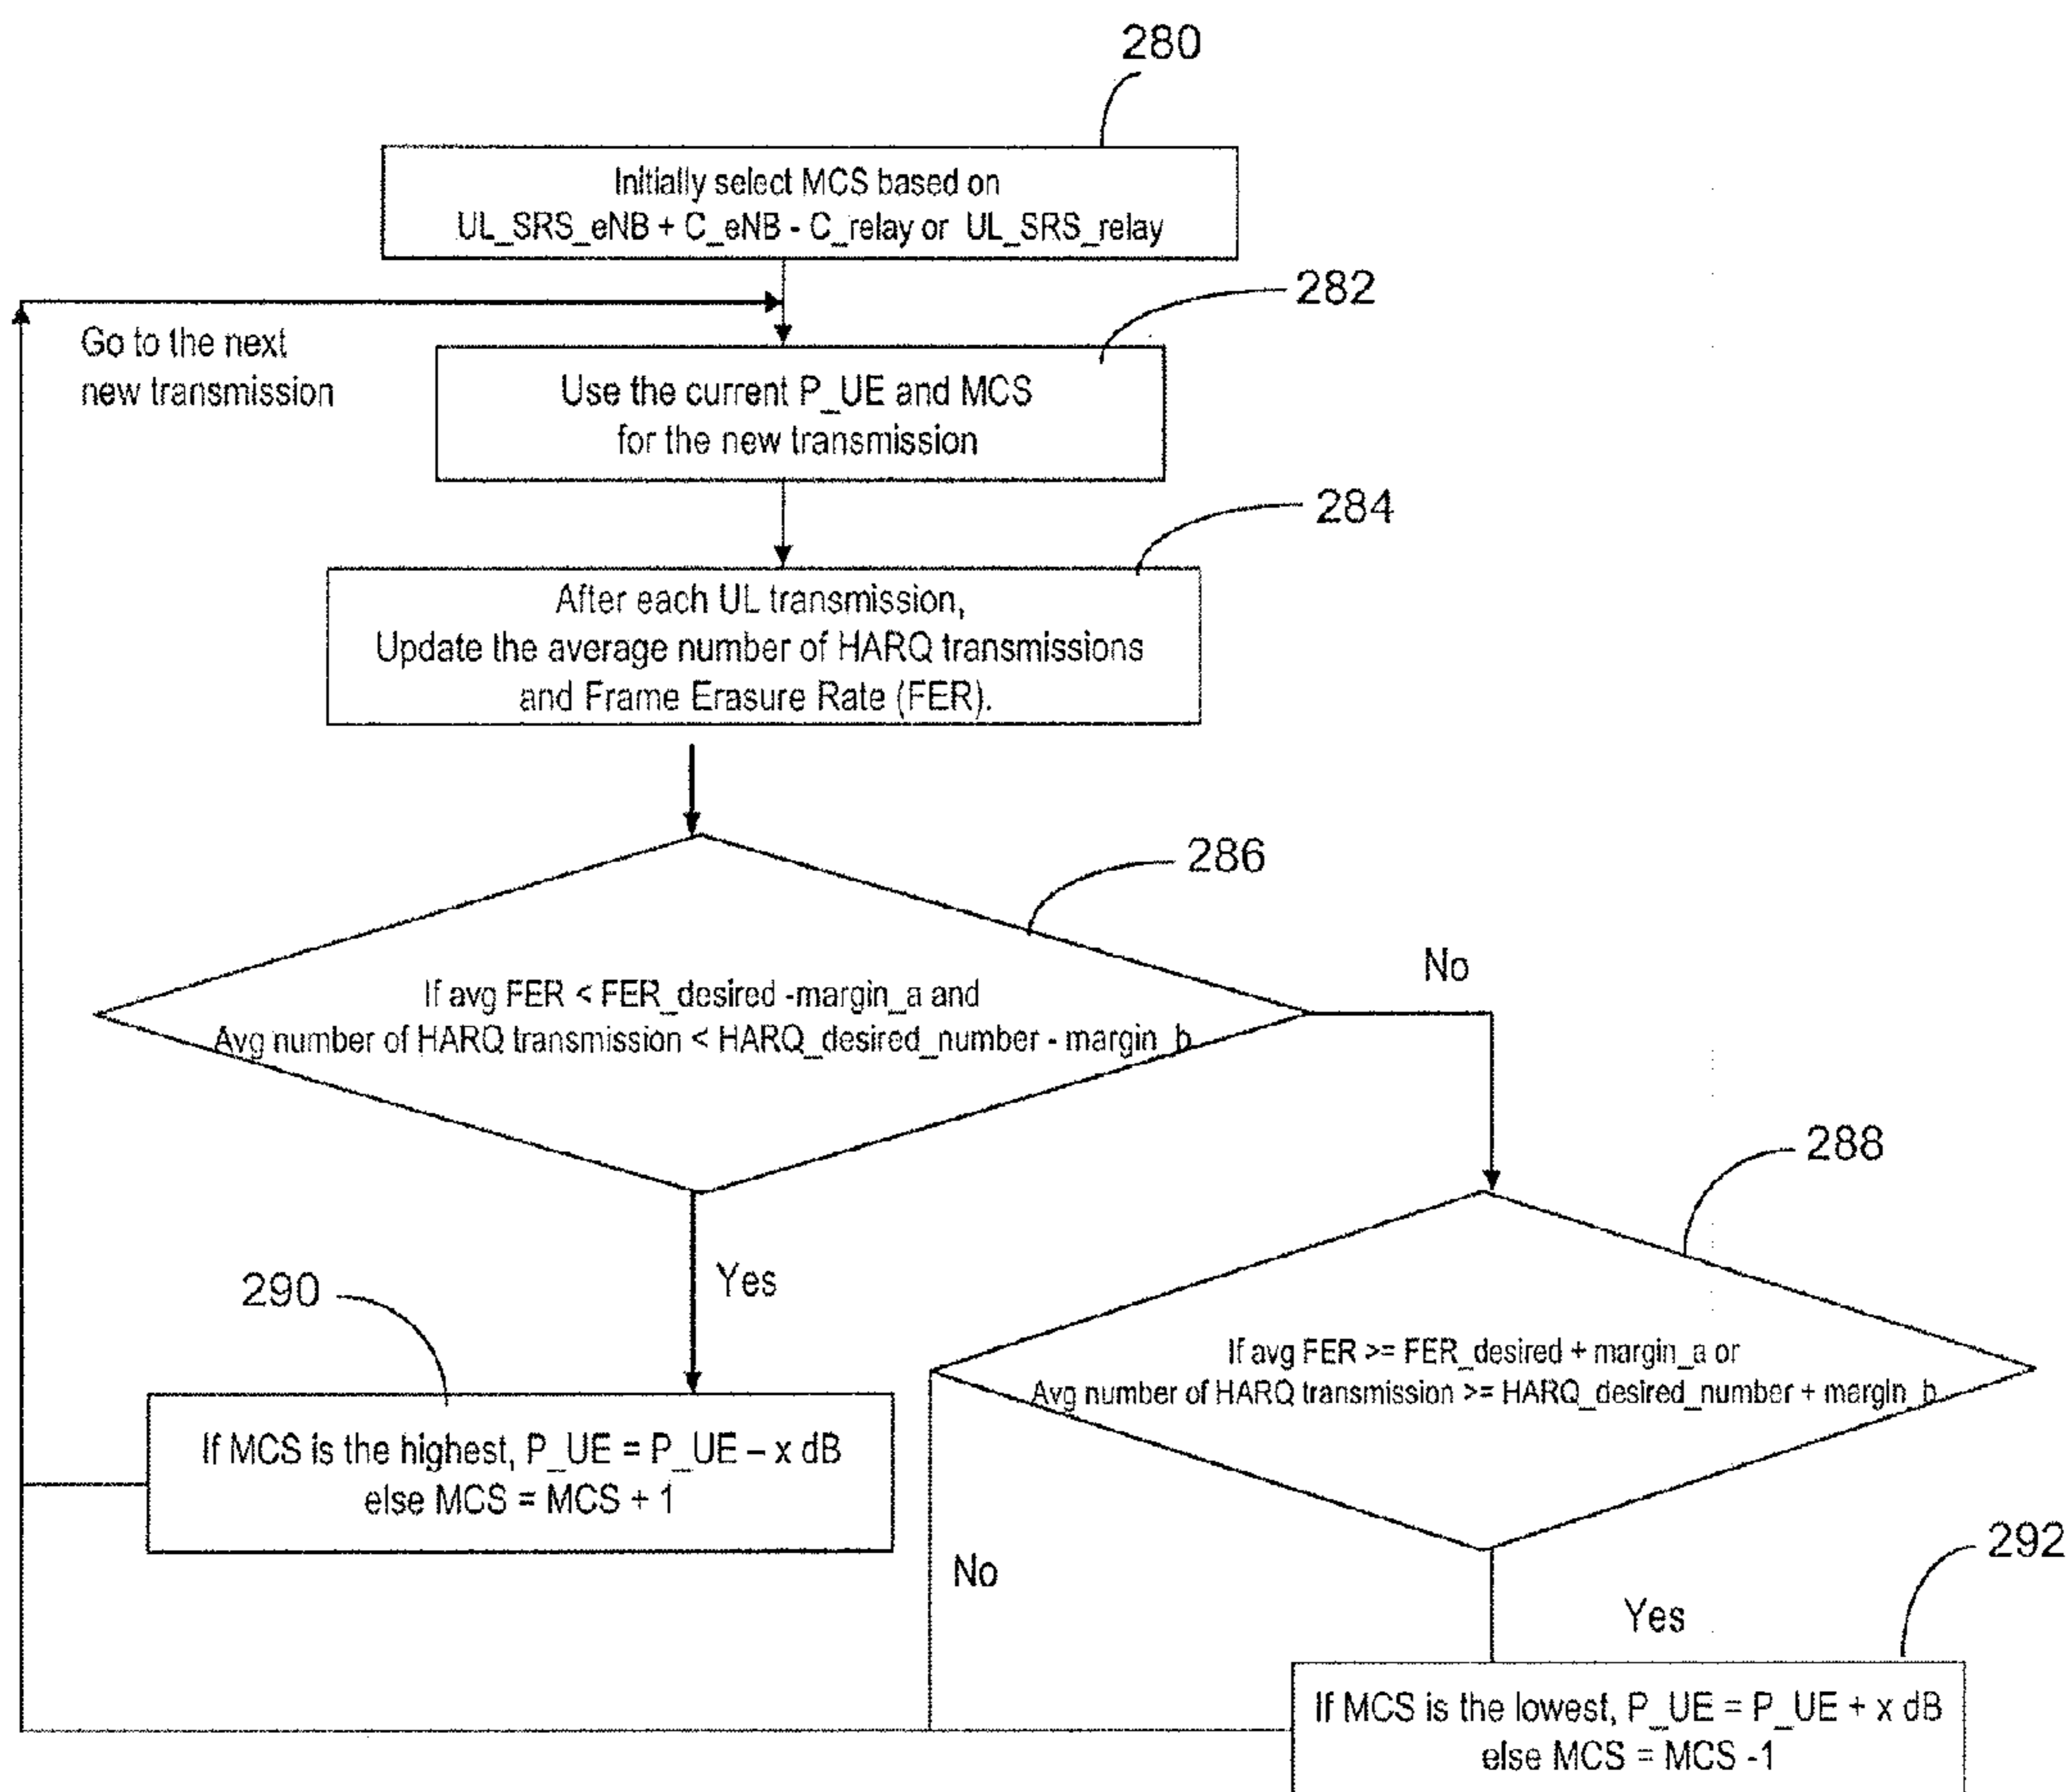 280
Initially select MCS based on
UL_SRS_eNB + C_eNB - C_relay or UL_SRS_relay
282
Go to the next
new transmission
Use the current P_UE and MCS
for the new transmission
284
After each UL transmission,
Update the average number of HARQ transmissions
and Frame Erasure Rate (FER).
286
No
If avg FER < FER_desired -margin_a and
Avg number of HARQ transmission < HARQ_desired_number - margin_b
288
Yes
290
If avg FER >= FER_desired + margin_a or
Avg number of HARQ transmission >= HARQ_desired_number + margin_b
If MCS is the highest, P_UE = P_UE – x dB
else MCS = MCS + 1
292
No
Yes
If MCS is the lowest, P_UE = P_UE + x dB
else MCS = MCS -1